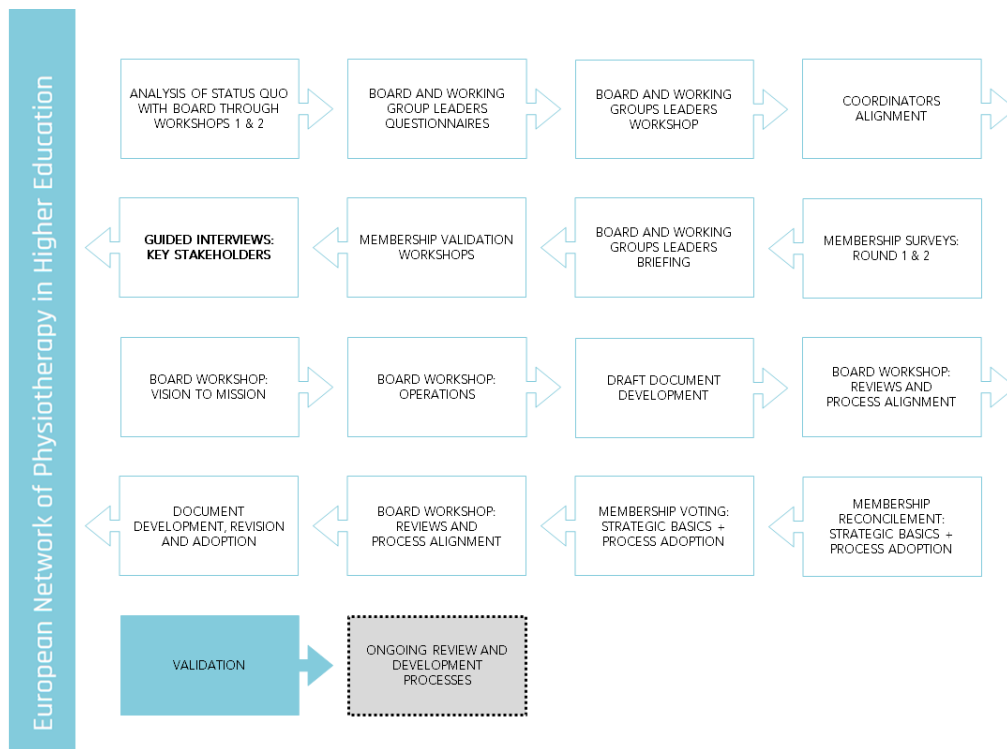 European Network of Physiotherapy in Higher Education
ANALYSIS OF STATUS QUO
WITH BOARD THROUGH
WORKSHOPS 1 & 2
BOARD AND WORKING
GROUP LEADERS
QUESTIONNAIRES
BOARD AND WORKING
GROUPS LEADERS
WORKSHOP
COORDINATORS
ALIGNMENT
GUIDED INTERVIEWS:
KEY STAKEHOLDERS
MEMBERSHIP VALIDATION
WORKSHOPS
BOARD AND WORKING
GROUPS LEADERS
BRIEFING
MEMBERSHIP SURVEYS:
ROUND 1 & 2
BOARD WORKSHOP:
VISION TO MISSION
BOARD WORKSHOP:
OPERATIONS
DRAFT DOCUMENT
DEVELOPMENT
BOARD WORKSHOP:
REVIEWS AND
PROCESS ALIGNMENT
DOCUMENT
DEVELOPMENT, REVISION
AND ADOPTION
BOARD WORKSHOP:
REVIEWS AND
PROCESS ALIGNMENT
MEMBERSHIP VOTING:
STRATEGIC BASICS +
PROCESS ADOPTION
MEMBERSHIP
RECONCILEMENT:
STRATEGIC BASICS +
PROCESS ADOPTION
VALIDATION
ONGOING REVIEW AND
DEVELOPMENT
PROCESSES